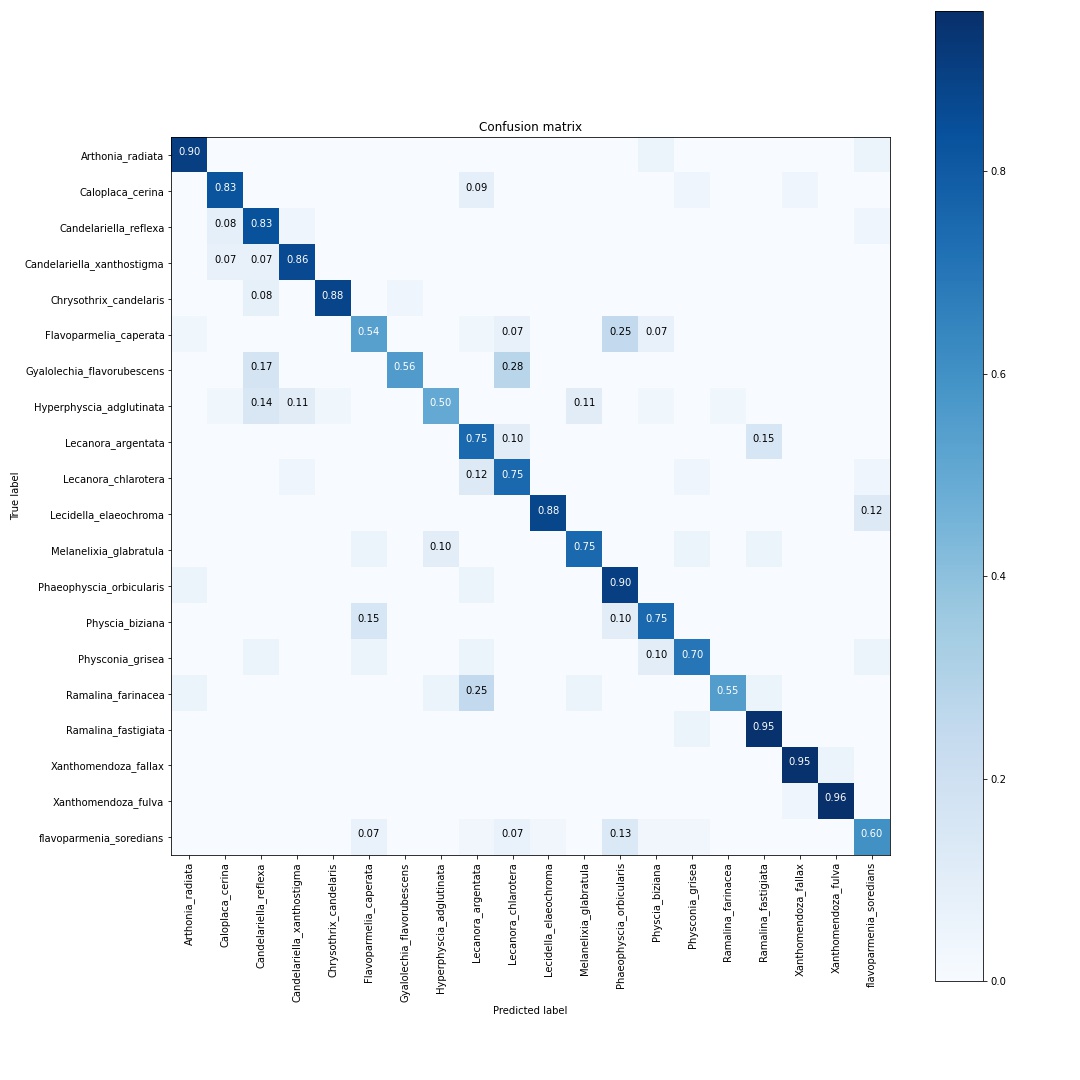 Confusion matrix
Arthonia_radiata 0.90
Caloplaca_cerina 0.83 0.09
Candelariella_reflexa 0.08 0.83
Candelariella_xanthostigma 0.07 0.07 0.86
Chrysothrix_candelaris 0.08 0.88
Flavoparmelia_caperata 0.54 0.07 0.25 0.07
Gyalolechia_flavorubescens 0.17 0.56 0.28
Hyperphyscia_adglutinata 0.14 0.11 0.50 0.11
Lecanora_argentata 0.75 0.10 0.15
Lecanora_chlarotera 0.12 0.75
Lecidella_elaeochroma 0.88 0.12
Melanelixia_glabratula 0.10 0.75
Phaeophyscia_orbicularis 0.90
Physcia_biziana 0.15 0.10 0.75
Physconia_grisea 0.10 0.70
Ramalina_farinacea 0.25 0.55
Ramalina_fastigiata 0.95
Xanthomendoza_fallax 0.95
Xanthomendoza_fulva 0.96
flavoparmenia_soredians 0.07 0.07 0.13 0.60
True label
Arthonia_radiata
Caloplaca_cerina
Candelariella_reflexa
Candelariella_xanthostigma
Chrysothrix_candelaris
Flavoparmelia_caperata
Gyalolechia_flavorubescens
Hyperphyscia_adglutinata
Lecanora_argentata
Lecanora_chlarotera
Lecidella_elaeochroma
Melanelixia_glabratula
Phaeophyscia_orbicularis
Physcia_biziana
Physconia_grisea
Ramalina_farinacea
Ramalina_fastigiata
Xanthomendoza_fallax
Xanthomendoza_fulva
flavoparmenia_soredians
Predicted label
0.8
0.6
0.4
0.2
0.0